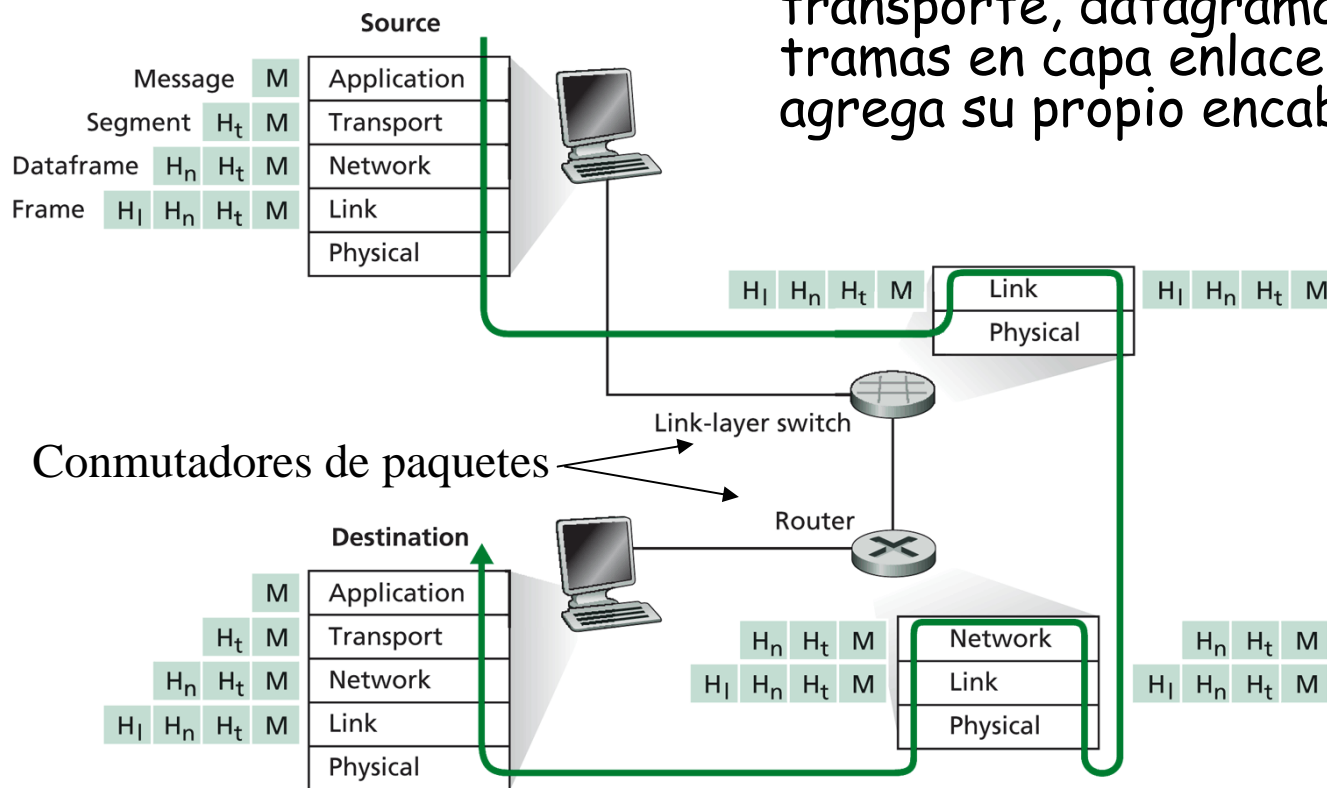 transporte, datagrama
tramas en capa enlace
agrega su propio encab
Source
Message M Application
Segment Ht M Transport
Dataframe Hn Ht M Network
Frame Hl Hn Ht M Link
Physical
Hl Hn Ht M Link Hl Hn Ht M
Physical
Link-layer switch
Conmutadores de paquetes
Router
Destination
M Application
Ht M Transport
Hn Ht M Network
Hl Hn Ht M Link
Physical
Hn Ht M Network Hn Ht M
Hl Hn Ht M Link Hl Hn Ht M
Physical